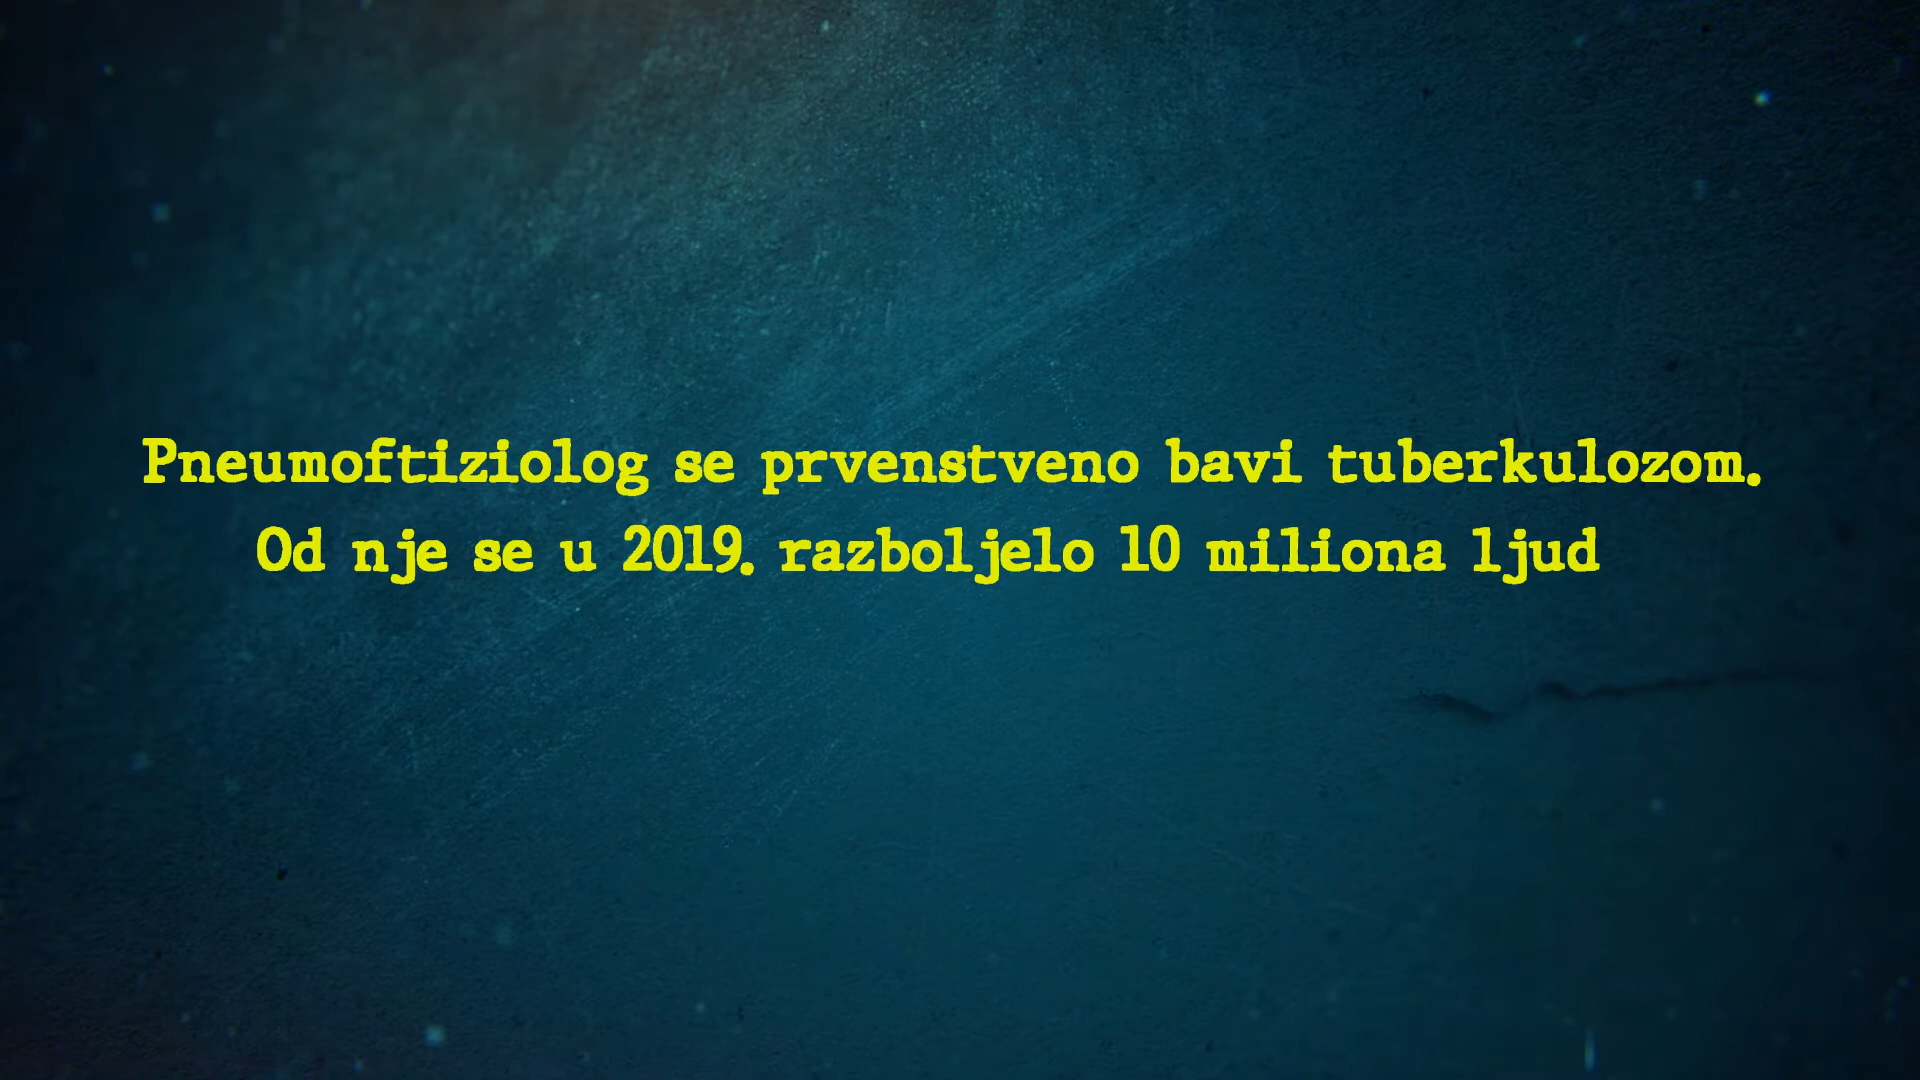 Pneumoftiziolog se prvenstveno bavi tuberkulozom.
Od nje se u 2019. razboljelo 10 miliona ljud